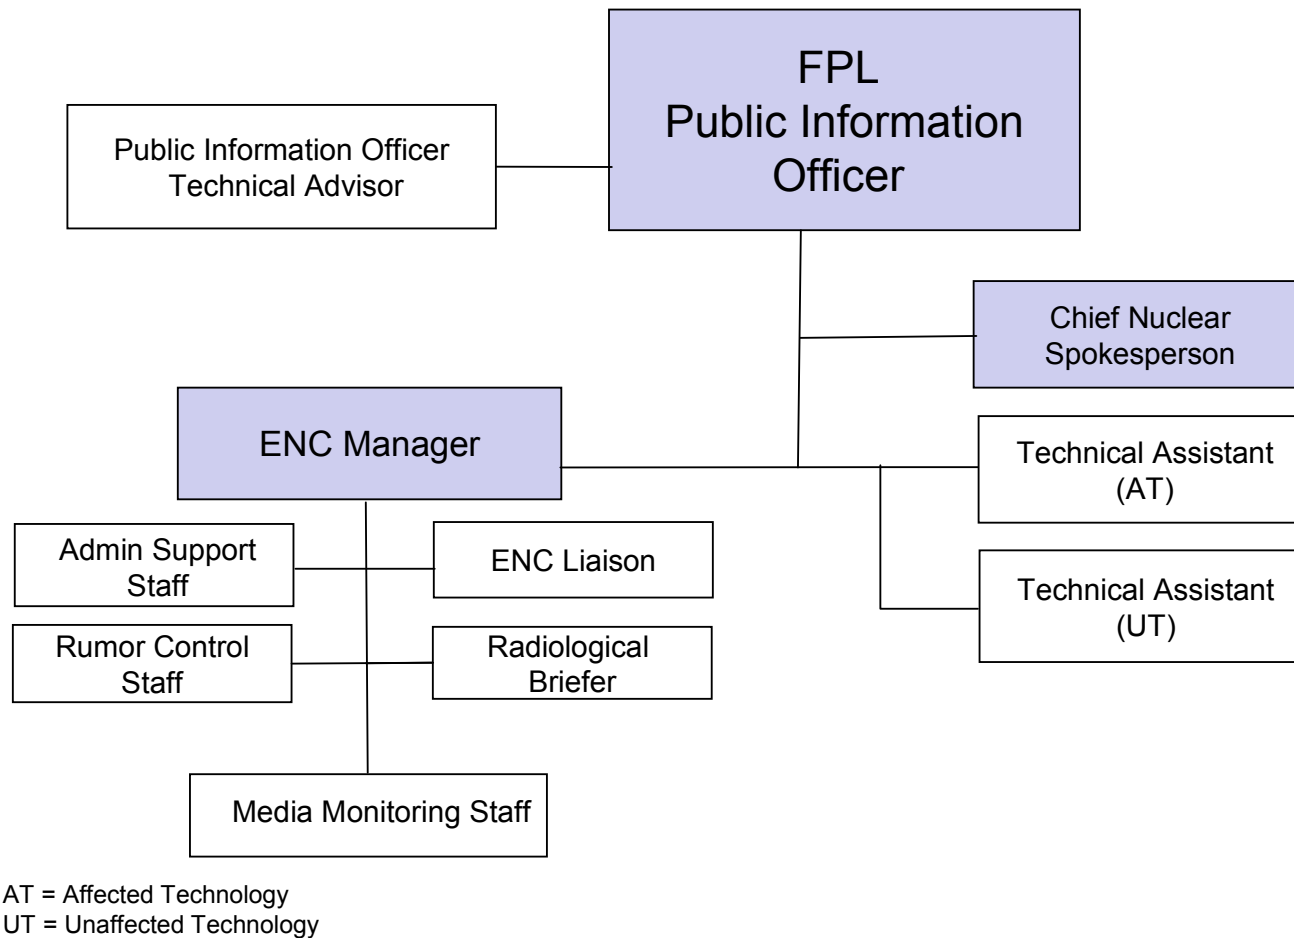 FPL
Public Information
Officer
Public Information Officer
Technical Advisor
Chief Nuclear
Spokesperson
ENC Manager
Technical Assistant
(AT)
Admin Support
Staff
ENC Liaison
Technical Assistant
(UT)
Rumor Control
Staff
Radiological
Briefer
Media Monitoring Staff
AT = Affected Technology
UT = Unaffected Technology